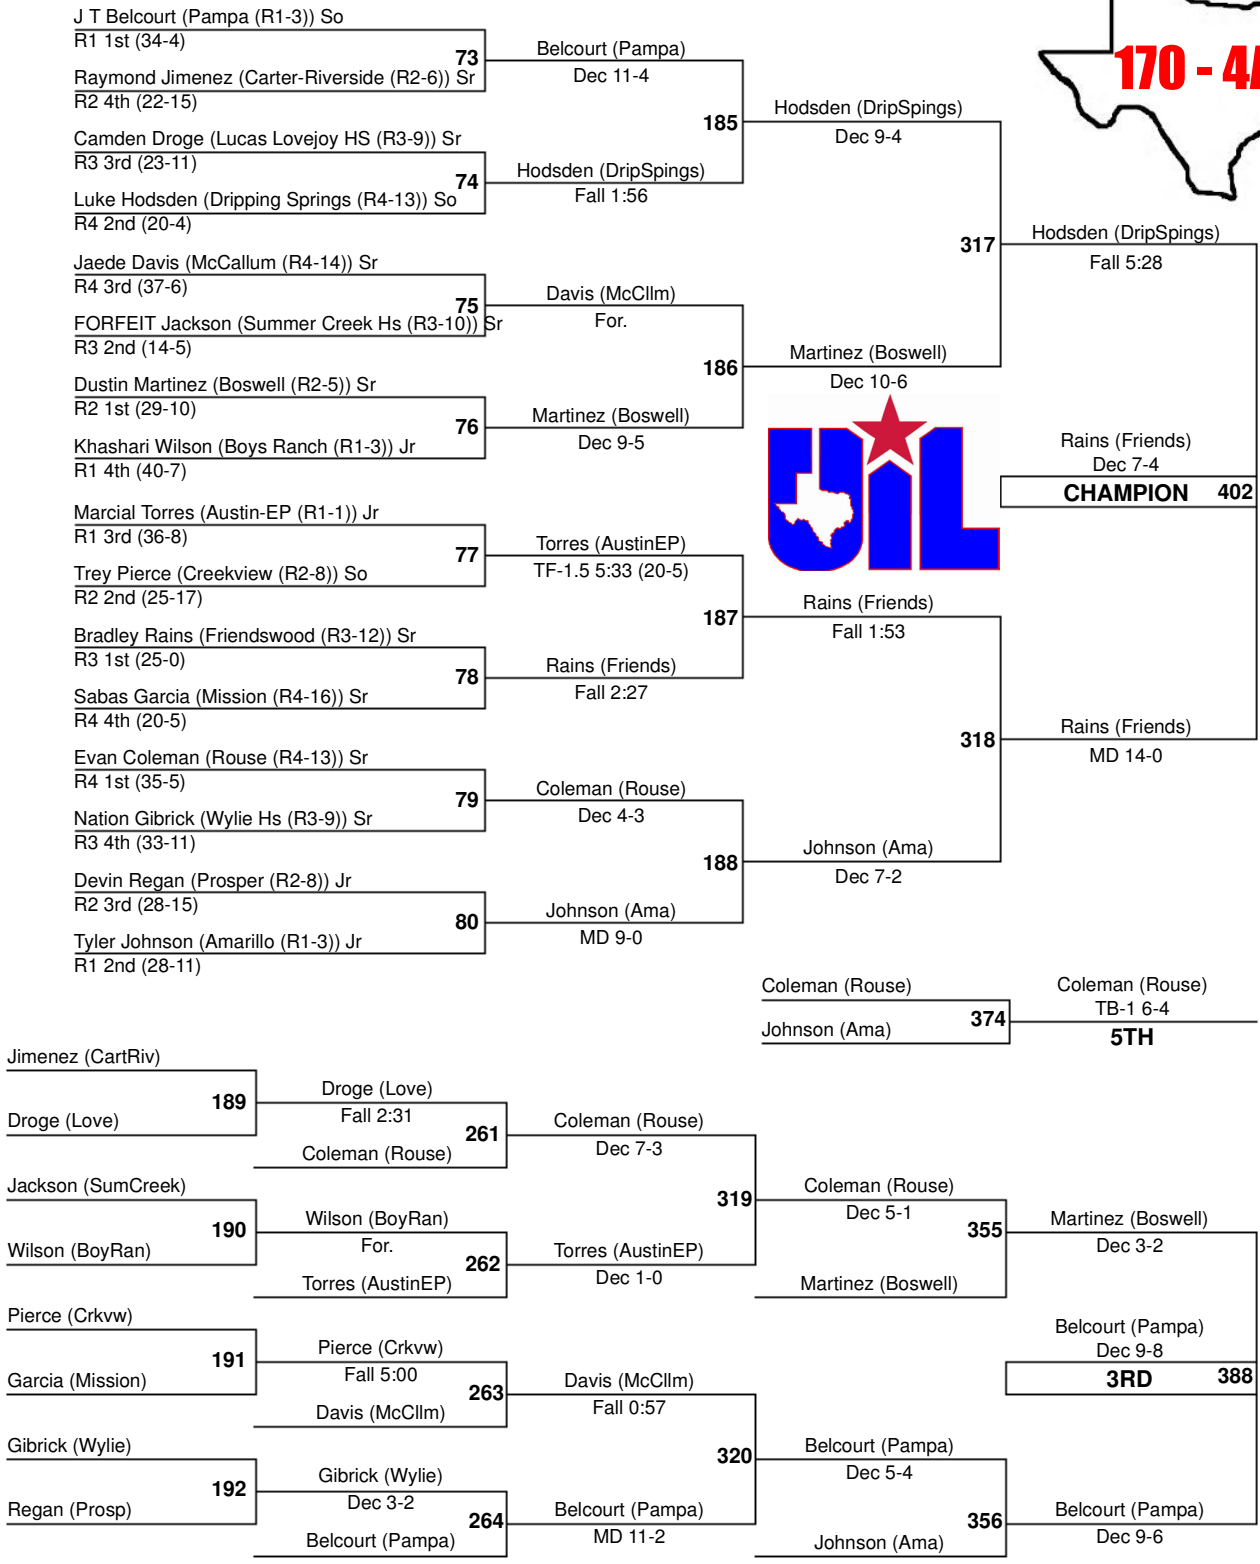 170 - 4A
J T Belcourt (Pampa (R1-3)) So
R1 1st (34-4)
73
Raymond Jimenez (Carter-Riverside (R2-6)) Sr
R2 4th (22-15)
Belcourt (Pampa)
Dec 11-4
185
Camden Droge (Lucas Lovejoy HS (R3-9)) Sr
R3 3rd (23-11)
74
Luke Hodsden (Dripping Springs (R4-13)) So
R4 2nd (20-4)
Hodsden (DripSpings)
Fall 1:56
Hodsden (DripSpings)
Dec 9-4
317
Jaede Davis (McCallum (R4-14)) Sr
R4 3rd (37-6)
75
FORFEIT Jackson (Summer Creek Hs (R3-10)) Sr
R3 2nd (14-5)
Davis (McCllm)
For.
186
Dustin Martinez (Boswell (R2-5)) Sr
R2 1st (29-10)
76
Khashari Wilson (Boys Ranch (R1-3)) Jr
R1 4th (40-7)
Martinez (Boswell)
Dec 9-5
Martinez (Boswell)
Dec 10-6
Hodsden (DripSpings)
Fall 5:28
UIL
Rains (Friends)
Dec 7-4
CHAMPION 402
Marcial Torres (Austin-EP (R1-1)) Jr
R1 3rd (36-8)
77
Trey Pierce (Creekview (R2-8)) So
R2 2nd (25-17)
Torres (AustinEP)
TF-1.5 5:33 (20-5)
187
Bradley Rains (Friendswood (R3-12)) Sr
R3 1st (25-0)
78
Sabas Garcia (Mission (R4-16)) Sr
R4 4th (20-5)
Rains (Friends)
Fall 2:27
Rains (Friends)
Fall 1:53
318
Evan Coleman (Rouse (R4-13)) Sr
R4 1st (35-5)
79
Nation Gibrick (Wylie Hs (R3-9)) Sr
R3 4th (33-11)
Coleman (Rouse)
Dec 4-3
188
Devin Regan (Prosper (R2-8)) Jr
R2 3rd (28-15)
80
Tyler Johnson (Amarillo (R1-3)) Jr
R1 2nd (28-11)
Johnson (Ama)
MD 9-0
Johnson (Ama)
Dec 7-2
Rains (Friends)
MD 14-0
Coleman (Rouse)
374
Johnson (Ama)
Coleman (Rouse)
TB-1 6-4
5TH
Jimenez (CartRiv)
189
Droge (Love)
Droge (Love)
Fall 2:31
261
Coleman (Rouse)
Coleman (Rouse)
Dec 7-3
319
Jackson (SumCreek)
190
Wilson (BoyRan)
Wilson (BoyRan)
For.
262
Torres (AustinEP)
Torres (AustinEP)
Dec 1-0
Coleman (Rouse)
Dec 5-1
355
Martinez (Boswell)
Martinez (Boswell)
Dec 3-2
Belcourt (Pampa)
Dec 9-8
3RD 388
Pierce (Crkvw)
191
Garcia (Mission)
Pierce (Crkvw)
Fall 5:00
263
Davis (McCllm)
Davis (McCllm)
Fall 0:57
320
Gibrick (Wylie)
192
Regan (Prosp)
Gibrick (Wylie)
Dec 3-2
264
Belcourt (Pampa)
Belcourt (Pampa)
MD 11-2
Belcourt (Pampa)
Dec 5-4
356
Johnson (Ama)
Belcourt (Pampa)
Dec 9-6